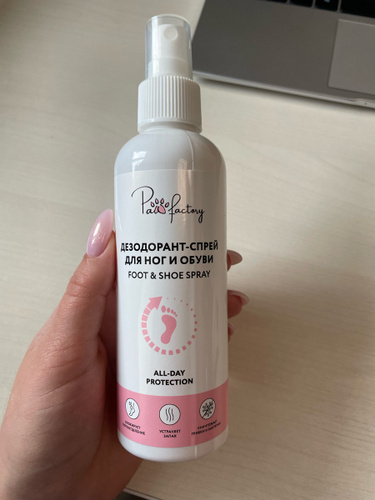 Paw factory
ДЕЗОДОРАНТ-СПРЕЙ
ДЛЯ НОГ И ОБУВИ
FOOT & SHOE SPRAY
ALL-DAY
PROTECTION
УСТРАНЯЕТ
ЗАПАХ